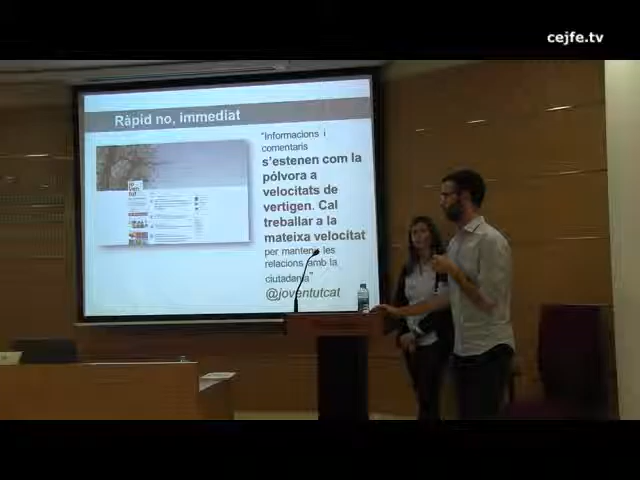 cejfe.tv
Ràpid no, immediat
"Informacions i
comentaris
s'estenen com la
pólvora a
velocitats de
vertigen. Cal
treballar a la
mateixa velocitat
per mantenir les
relacions amb la
ciutadania"
@joventutcat